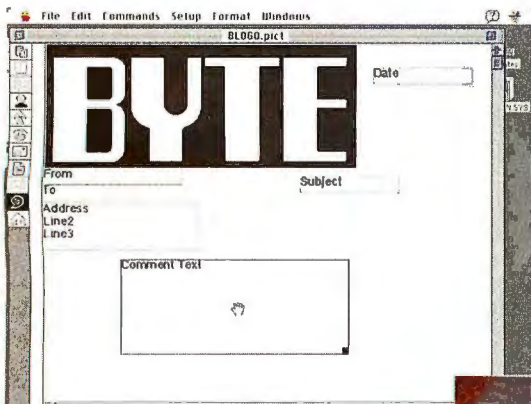 File Edit Commands Setup Format Windows
BLOGO.pict
BYTE
Date
From
To
Subject
Address
Line2
Line3
Comment Text